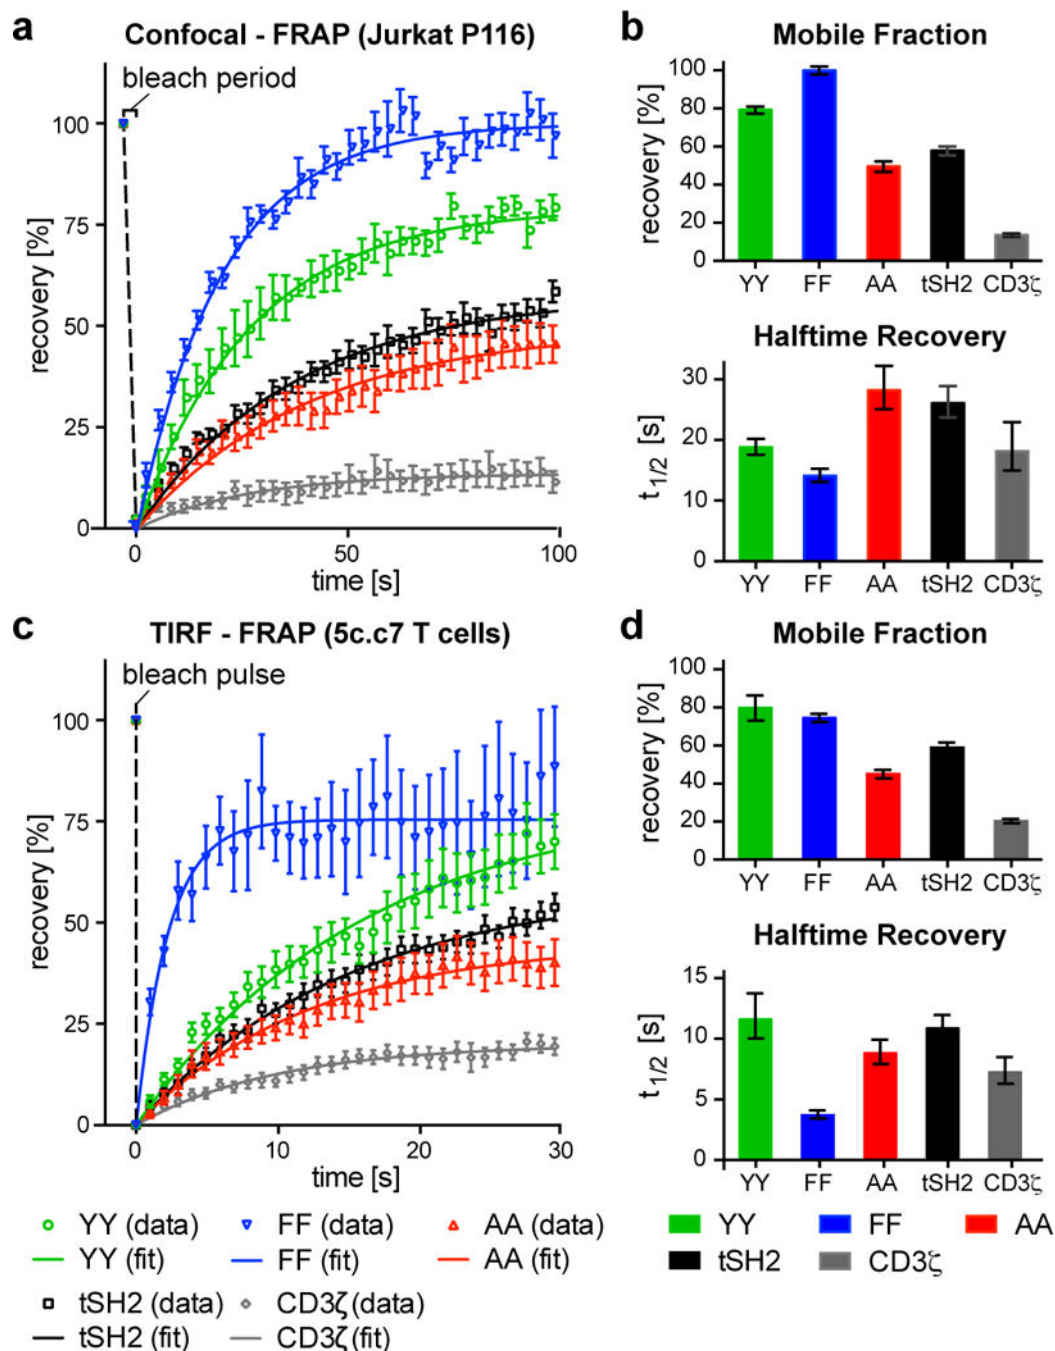 a
Confocal - FRAP (Jurkat P116)
bleach period
100
75
50
25
0
recovery [%]
0
50
100
time [s]
b
Mobile Fraction
100
80
60
40
20
0
recovery [%]
YY FF AA tSH2 CD3ζ
Halftime Recovery
30
20
10
0
t1/2 [s]
YY FF AA tSH2 CD3ζ
c
TIRF - FRAP (5c.c7 T cells)
bleach pulse
100
75
50
25
0
recovery [%]
0
10
20
30
time [s]
d
Mobile Fraction
100
80
60
40
20
0
recovery [%]
YY FF AA tSH2 CD3ζ
Halftime Recovery
15
10
5
0
t1/2 [s]
YY FF AA tSH2 CD3ζ
YY (data) FF (data) AA (data)
YY (fit) FF (fit) AA (fit)
tSH2 (data) CD3ζ (data)
tSH2 (fit) CD3ζ (fit)
YY FF AA
tSH2 CD3ζ